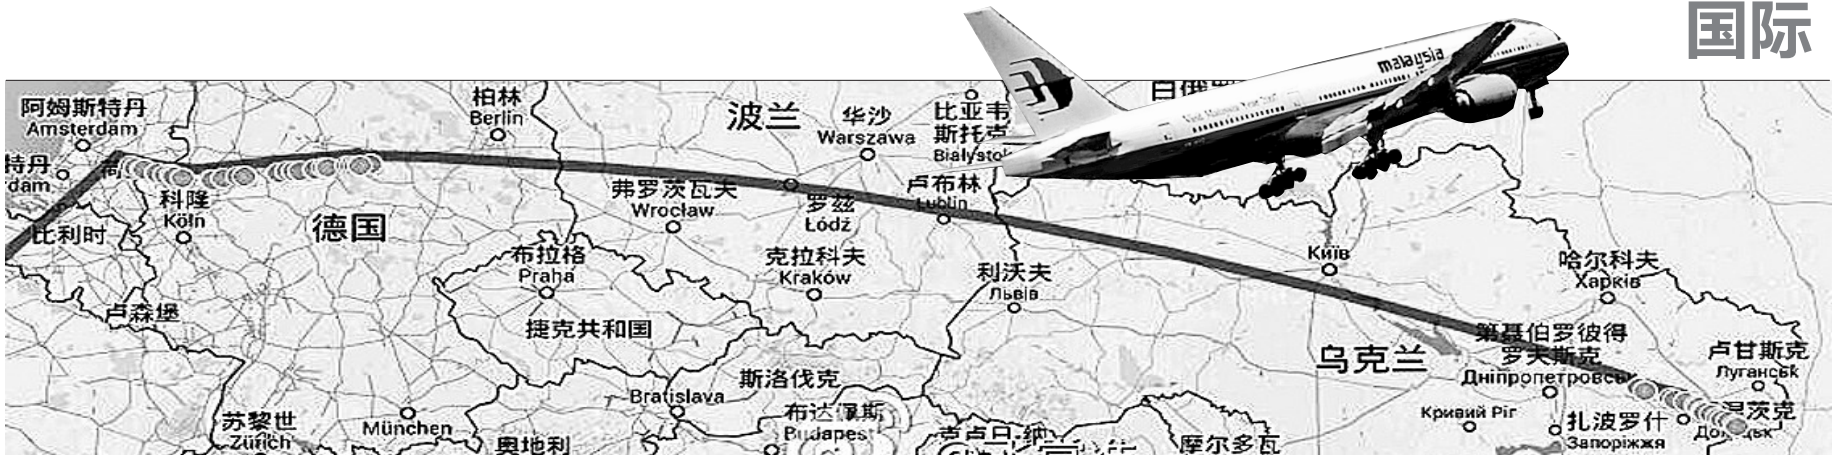 国际
阿姆斯特丹
Amsterdam
特丹
dam
柏林
Berlin
波兰
华沙
Warszawa
比亚韦
斯托克
Białystok
malaysia
科隆
Köln
德国
比利时
卢森堡
弗罗茨瓦夫
Wrocław
罗兹
Łódź
卢布林
Lublin
布拉格
Praha
克拉科夫
Kraków
利沃夫
Львів
Київ
哈尔科夫
Харків
捷克共和国
第聂伯罗彼得
罗夫斯克
Дніпропетровськ
乌克兰
卢甘斯克
Луганськ
斯洛伐克
Bratislava
布达佩斯
Budapest
苏黎世
Zürich
München
奥地利
摩尔多瓦
Кривий Ріг
扎波罗什
Запоріжжя
涅茨克